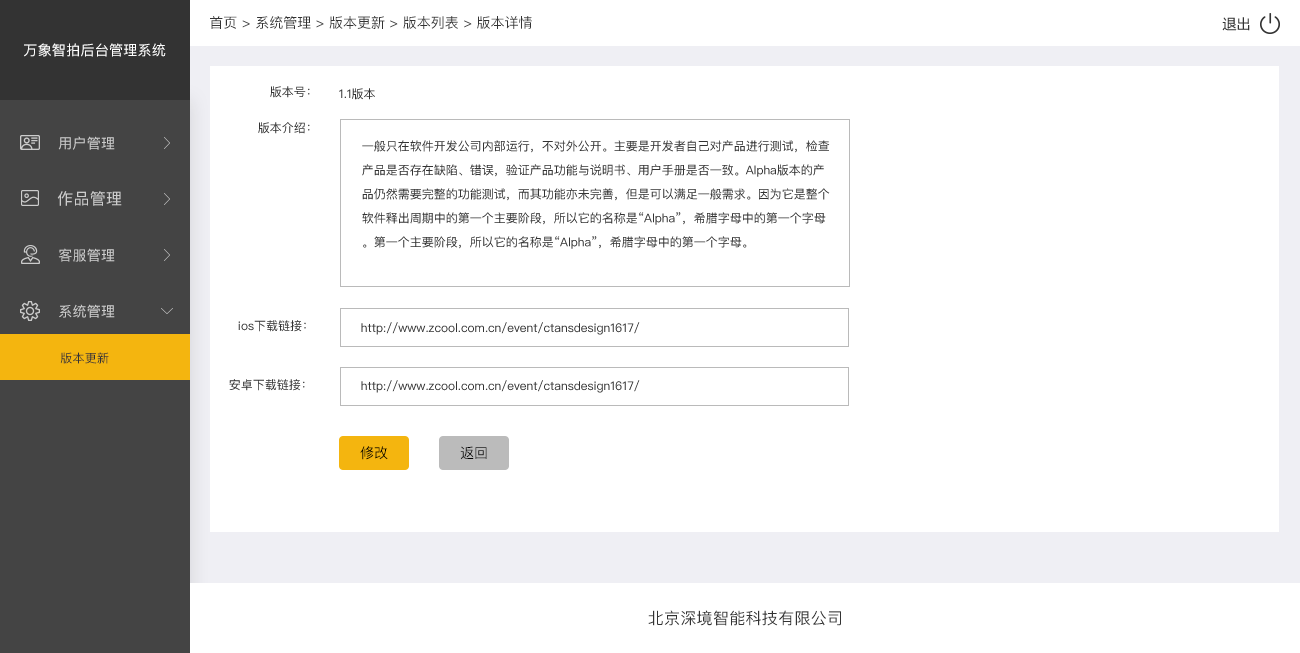 万象智拍后台管理系统
首页 > 系统管理 > 版本更新 > 版本列表 > 版本详情
退出
用户管理
作品管理
客服管理
系统管理
版本更新
版本号：
1.1版本
版本介绍：
一般只在软件开发公司内部运行，不对外公开。主要是开发者自己对产品进行测试，检查
产品是否存在缺陷、错误，验证产品功能与说明书、用户手册是否一致。Alpha版本的产
品仍然需要完整的功能测试，而其功能亦未完善，但是可以满足一般需求。因为它是整个
软件释出周期中的第一个主要阶段，所以它的名称是“Alpha”，希腊字母中的第一个字母
。第一个主要阶段，所以它的名称是“Alpha”，希腊字母中的第一个字母。
ios下载链接：
http://www.zcool.com.cn/event/ctansdesign1617/
安卓下载链接：
http://www.zcool.com.cn/event/ctansdesign1617/
修改
返回
北京深境智能科技有限公司